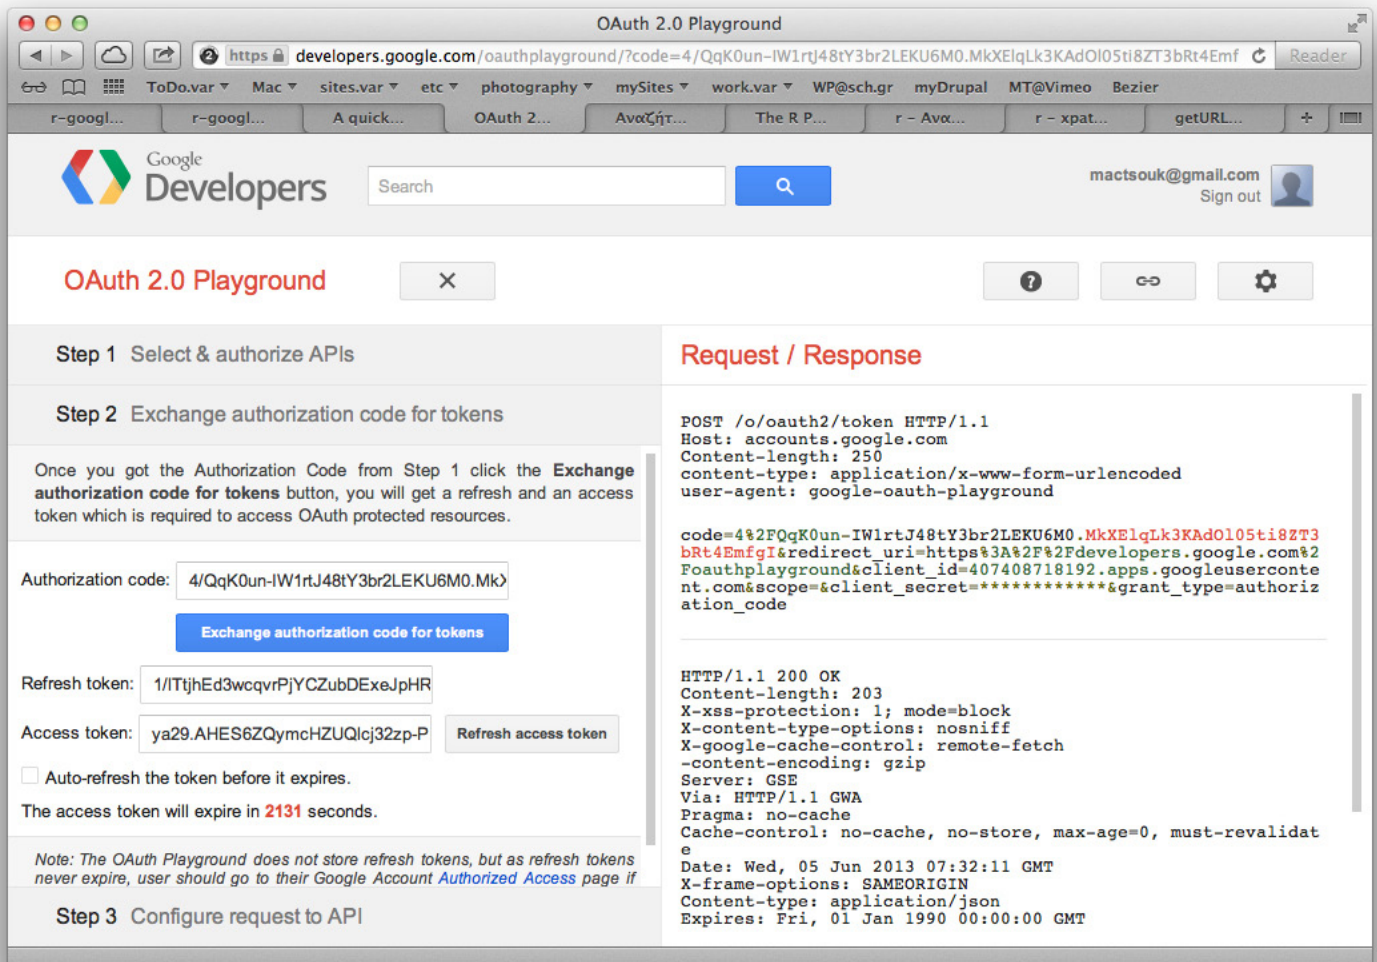 OAuth 2.0 Playground
https developers.google.com/oauthplayground/?code=4/QqK0un-IW1rtJ48tY3br2LEKU6M0.MkXElqLk3KAdOl05ti8ZT3bRt4Emf
Reader
ToDo.var Mac sites.var etc photography mySites work.var WP@sch.gr myDrupal MT@Vimeo Bezier
r-googl... r-googl... A quick... OAuth 2... Αναζήτ... The R P... r – Ανα... r – xpat... getURL...
Google
Developers
Search
mactsouk@gmail.com
Sign out
OAuth 2.0 Playground
Step 1 Select & authorize APIs
Step 2 Exchange authorization code for tokens
Once you got the Authorization Code from Step 1 click the Exchange
authorization code for tokens button, you will get a refresh and an access
token which is required to access OAuth protected resources.
Authorization code: 4/QqK0un-IW1rtJ48tY3br2LEKU6M0.MkX
Exchange authorization code for tokens
Refresh token: 1/ITtjhEd3wcqvrPjYCZubDExeJpHR
Access token: ya29.AHES6ZQymcHZUQlcj32zp-P Refresh access token
Auto-refresh the token before it expires.
The access token will expire in 2131 seconds.
Note: The OAuth Playground does not store refresh tokens, but as refresh tokens
never expire, user should go to their Google Account Authorized Access page if
Step 3 Configure request to API
Request / Response
POST /o/oauth2/token HTTP/1.1
Host: accounts.google.com
Content-length: 250
content-type: application/x-www-form-urlencoded
user-agent: google-oauth-playground
code=4%2FQqK0un-IW1rtJ48tY3br2LEKU6M0.MkXElqLk3KAdOl05ti8ZT3
bRt4EmfgI&redirect_uri=https%3A%2F%2Fdevelopers.google.com%2
Foauthplayground&client_id=407408718192.apps.googleuserconte
nt.com&scope=&client_secret=************&grant_type=authoriz
ation_code
HTTP/1.1 200 OK
Content-length: 203
X-xss-protection: 1; mode=block
X-content-type-options: nosniff
X-google-cache-control: remote-fetch
-content-encoding: gzip
Server: GSE
Via: HTTP/1.1 GWA
Pragma: no-cache
Cache-control: no-cache, no-store, max-age=0, must-revalidat
e
Date: Wed, 05 Jun 2013 07:32:11 GMT
X-frame-options: SAMEORIGIN
Content-type: application/json
Expires: Fri, 01 Jan 1990 00:00:00 GMT